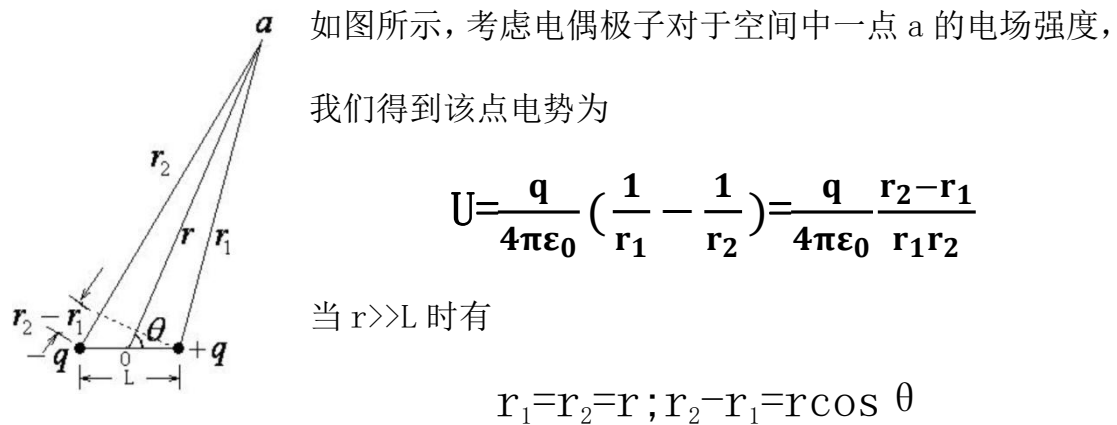 如图所示，考虑电偶极子对于空间中一点 a 的电场强度，
我们得到该点电势为
U=q/4πε₀(1/r₁ − 1/r₂)=q/4πε₀ r₂−r₁/r₁r₂
当 r>>L 时有
r₁=r₂=r;r₂-r₁=rcos θ
a
r₂
r r₁
r₂ − r₁
θ
−q 0 +q
L